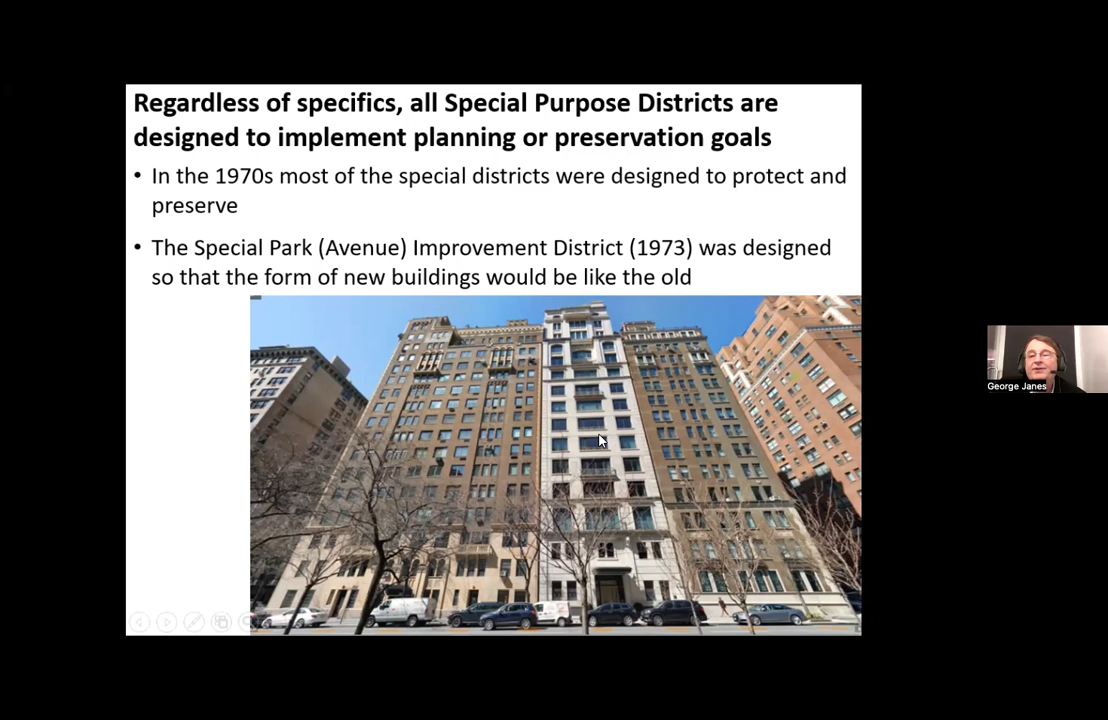 Regardless of specifics, all Special Purpose Districts are
designed to implement planning or preservation goals
• In the 1970s most of the special districts were designed to protect and
preserve
• The Special Park (Avenue) Improvement District (1973) was designed
so that the form of new buildings would be like the old
George Janes